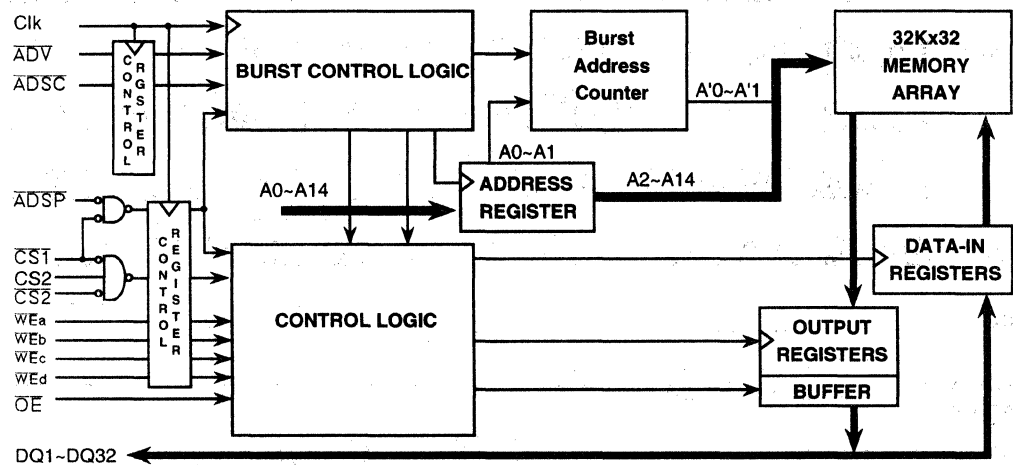 Clk
ADV
ADSC
CONTROL
RGSTER
BURST CONTROL LOGIC
Burst
Address
Counter
A'0~A'1
32Kx32
MEMORY
ARRAY
A0~A1
A0~A14
ADDRESS
REGISTER
A2~A14
ADSP
CS1
CS2
CS2
CONTROL
REGISTER
WEa
WEb
WEc
WEd
OE
CONTROL LOGIC
DATA-IN
REGISTERS
OUTPUT
REGISTERS
BUFFER
DQ1~DQ32